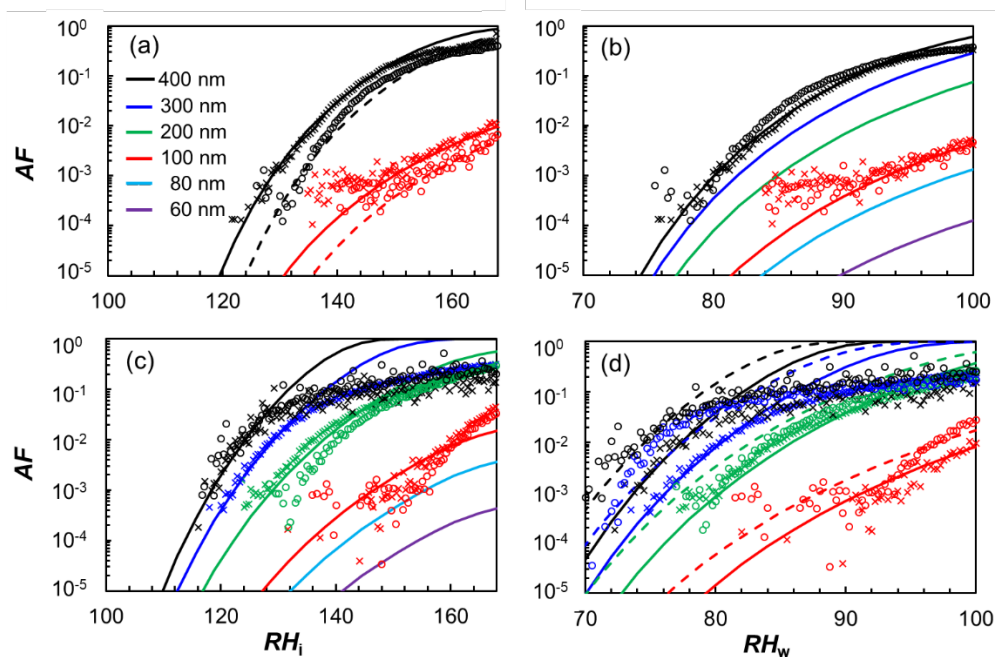 (a)
AF
10⁰
10⁻¹
10⁻²
10⁻³
10⁻⁴
10⁻⁵
400 nm
300 nm
200 nm
100 nm
80 nm
60 nm
100 120 140 160
(b)
10⁰
10⁻¹
10⁻²
10⁻³
10⁻⁴
10⁻⁵
70 80 90 100
(c)
AF
10⁰
10⁻¹
10⁻²
10⁻³
10⁻⁴
10⁻⁵
100 120 140 160
RHᵢ
(d)
10⁰
10⁻¹
10⁻²
10⁻³
10⁻⁴
10⁻⁵
70 80 90 100
RH_w